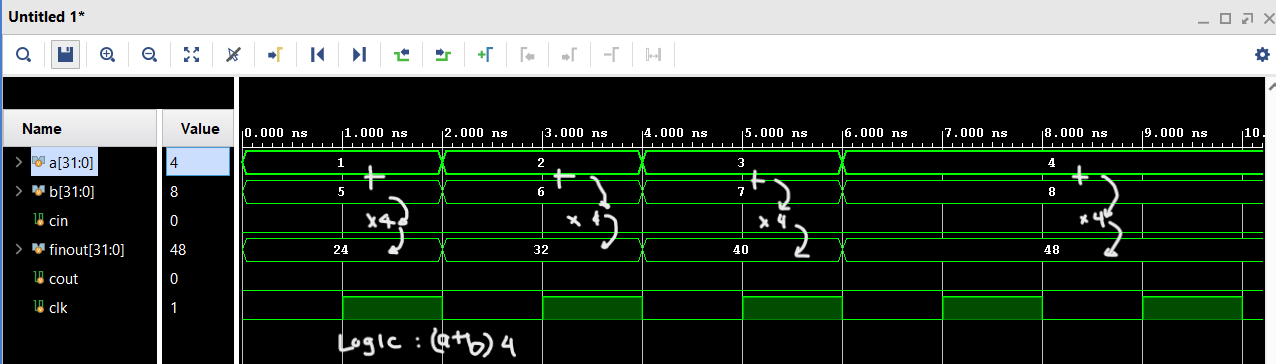 Untitled 1*
Name Value
0.000 ns 1.000 ns 2.000 ns 3.000 ns 4.000 ns 5.000 ns 6.000 ns 7.000 ns 8.000 ns 9.000 ns 10.
a[31:0] 4 1 2 3 4
+ + + +
b[31:0] 8 5 6 7 8
cin 0 x4 x4 x4 x4
finout[31:0] 48 24 32 40 48
cout 0
clk 1
Logic : (a+b) 4